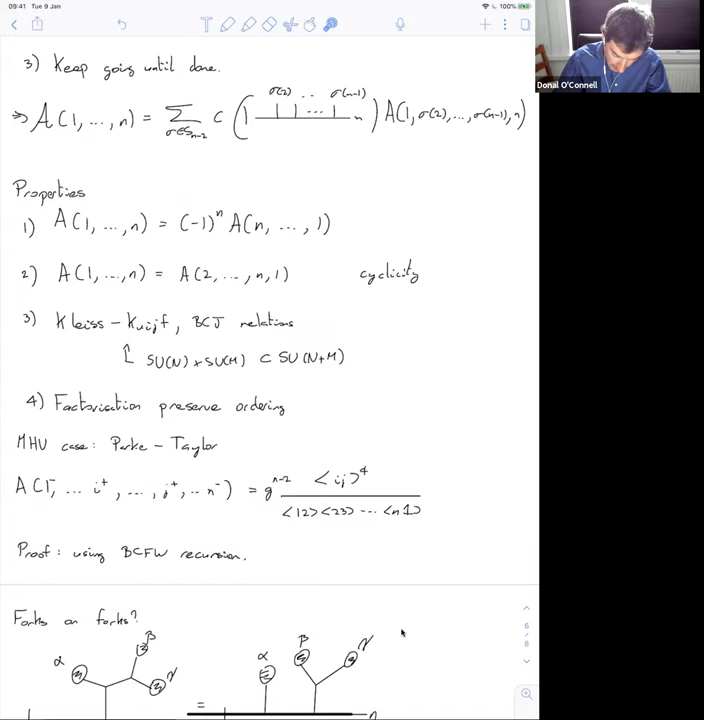 09:41 Tue 9 Jan
100%
Donal O'Connell
3) Keep going until done.
σ(2) .. σ(n-1)
⇒ A(1,...,n) = Σ σ∈S_{n-2} C(1 ... n) A(1,σ(2),...,σ(n-1),n)
Properties
1) A(1,...,n) = (-1)^n A(n,...,1)
2) A(1,...,n) = A(2,...,n,1) cyclicity
3) Kleiss-Kuijf, BCJ relations
SU(N)×SU(M) ⊂ SU(N+M)
4) Factorisation preserve ordering
MHV case: Parke-Taylor
A(1^-, ... i^+, ..., j^+, .. n^-) = g^{n-2} <ij>^4 / <12><23> ... <n1>
Proof: using BCFW recursion.
Forks on forks?
6 / 8
α β γ = α β γ
n